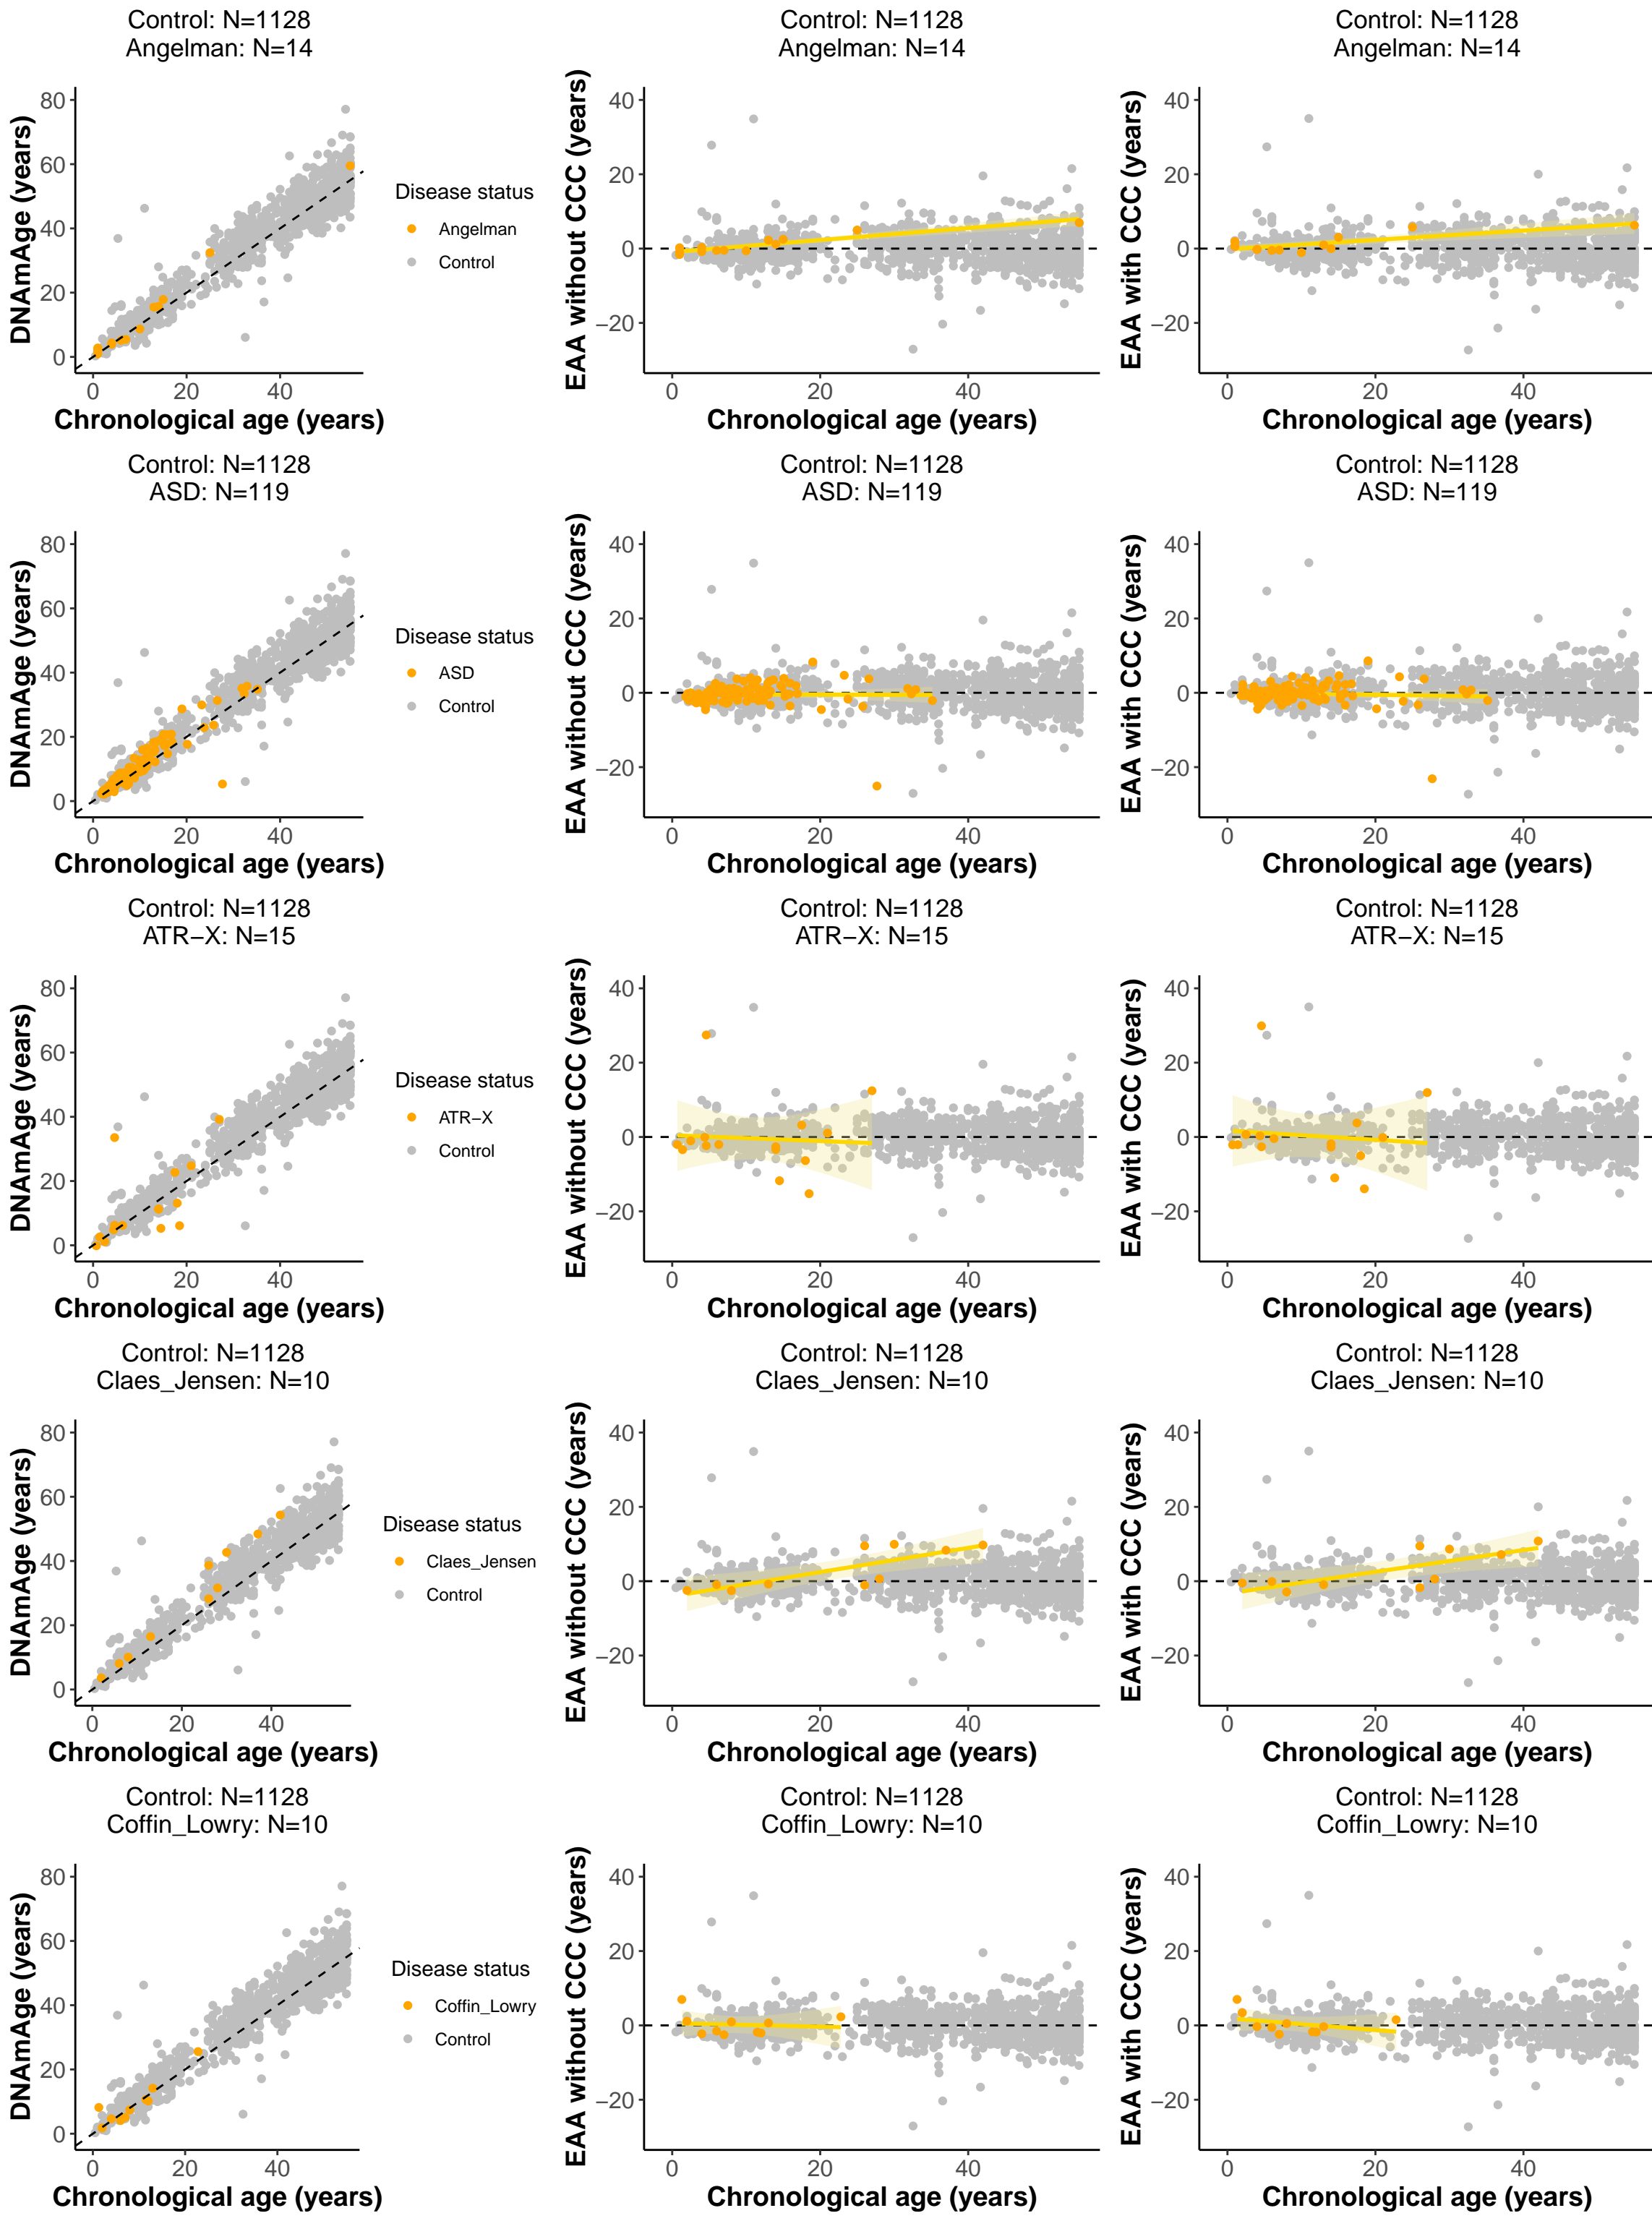 Control: N=1128
Angelman: N=14
80
60
40
20
0
0 20 40
DNAmAge (years)
Chronological age (years)
Disease status
Angelman
Control
Control: N=1128
Angelman: N=14
40
20
0
−20
0 20 40
EAA without CCC (years)
Chronological age (years)
Control: N=1128
Angelman: N=14
40
20
0
−20
0 20 40
EAA with CCC (years)
Chronological age (years)
Control: N=1128
ASD: N=119
80
60
40
20
0
0 20 40
DNAmAge (years)
Chronological age (years)
Disease status
ASD
Control
Control: N=1128
ASD: N=119
40
20
0
−20
0 20 40
EAA without CCC (years)
Chronological age (years)
Control: N=1128
ASD: N=119
40
20
0
−20
0 20 40
EAA with CCC (years)
Chronological age (years)
Control: N=1128
ATR−X: N=15
80
60
40
20
0
0 20 40
DNAmAge (years)
Chronological age (years)
Disease status
ATR−X
Control
Control: N=1128
ATR−X: N=15
40
20
0
−20
0 20 40
EAA without CCC (years)
Chronological age (years)
Control: N=1128
ATR−X: N=15
40
20
0
−20
0 20 40
EAA with CCC (years)
Chronological age (years)
Control: N=1128
Claes_Jensen: N=10
80
60
40
20
0
0 20 40
DNAmAge (years)
Chronological age (years)
Disease status
Claes_Jensen
Control
Control: N=1128
Claes_Jensen: N=10
40
20
0
−20
0 20 40
EAA without CCC (years)
Chronological age (years)
Control: N=1128
Claes_Jensen: N=10
40
20
0
−20
0 20 40
EAA with CCC (years)
Chronological age (years)
Control: N=1128
Coffin_Lowry: N=10
80
60
40
20
0
0 20 40
DNAmAge (years)
Chronological age (years)
Disease status
Coffin_Lowry
Control
Control: N=1128
Coffin_Lowry: N=10
40
20
0
−20
0 20 40
EAA without CCC (years)
Chronological age (years)
Control: N=1128
Coffin_Lowry: N=10
40
20
0
−20
0 20 40
EAA with CCC (years)
Chronological age (years)